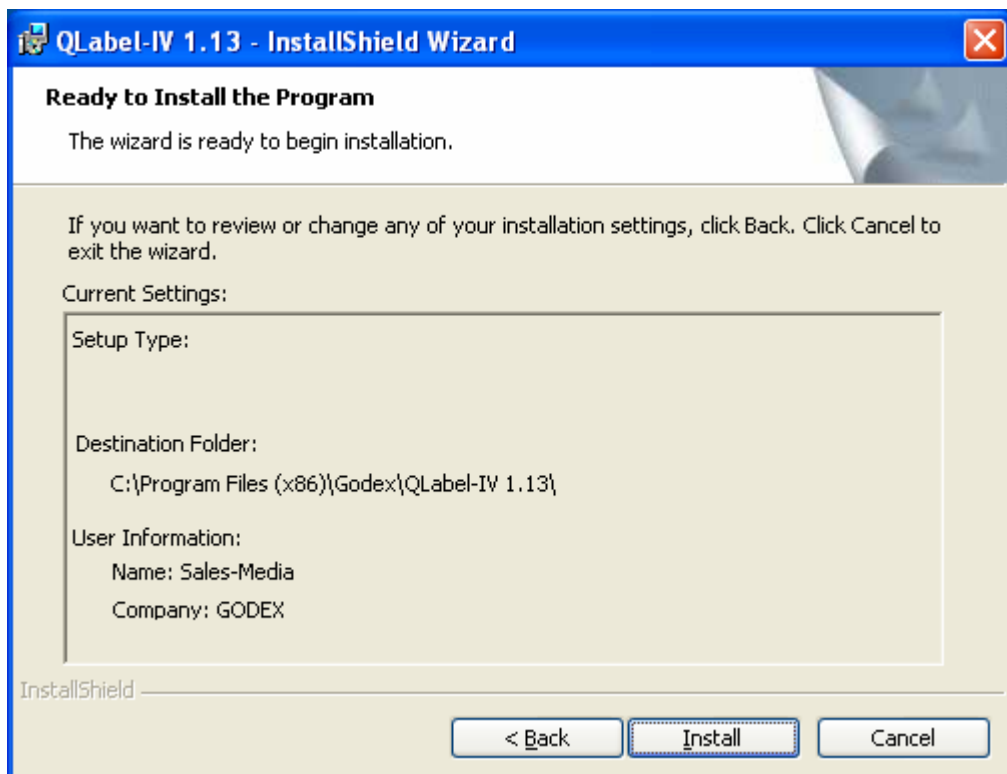 QLabel-IV 1.13 - InstallShield Wizard
Ready to Install the Program
The wizard is ready to begin installation.
If you want to review or change any of your installation settings, click Back. Click Cancel to
exit the wizard.
Current Settings:
Setup Type:
Destination Folder:
C:\Program Files (x86)\Godex\QLabel-IV 1.13\
User Information:
Name: Sales-Media
Company: GODEX
InstallShield
< Back
Install
Cancel